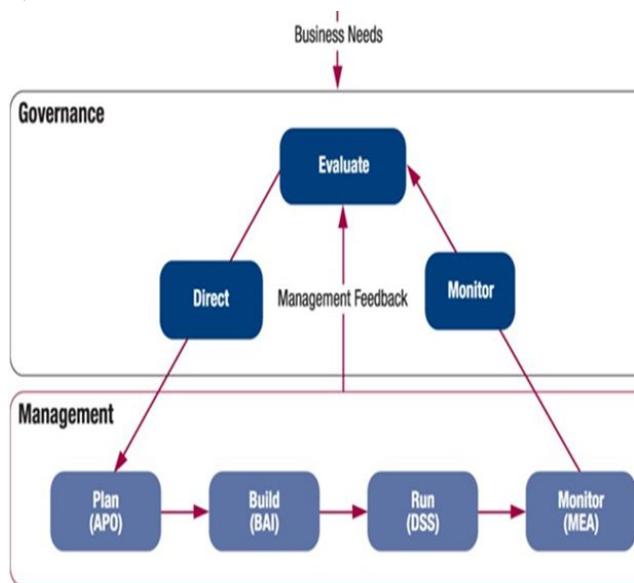 Business Needs
Governance
Evaluate
Direct
Management Feedback
Monitor
Management
Plan
(APO)
Build
(BAI)
Run
(DSS)
Monitor
(MEA)